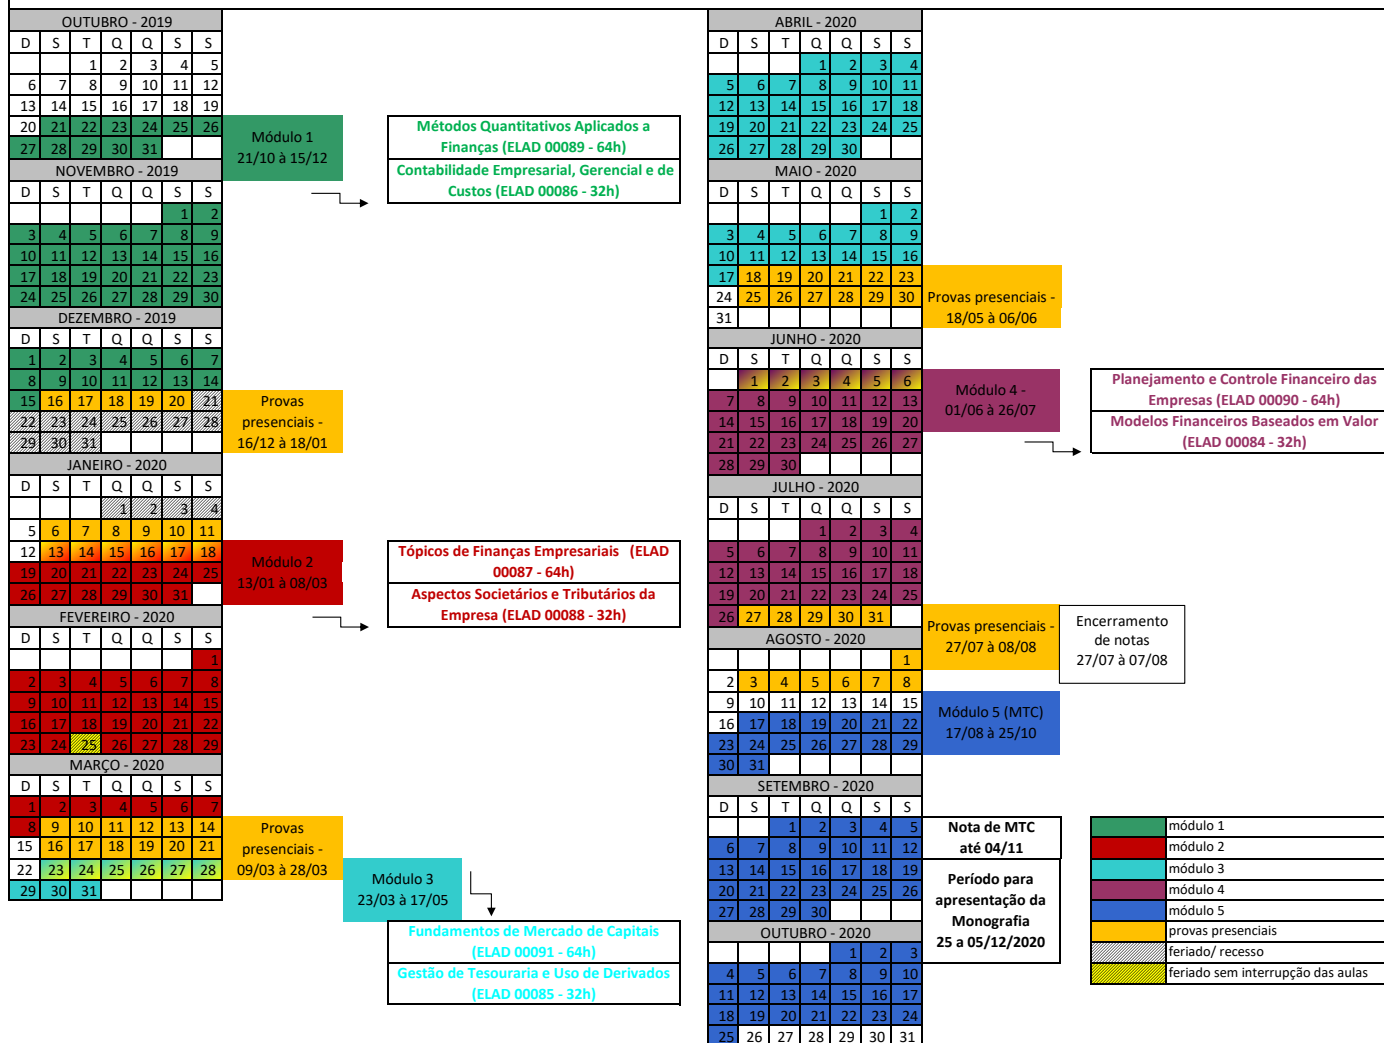 OUTUBRO - 2019
D S T Q Q S S
1 2 3 4 5
6 7 8 9 10 11 12
13 14 15 16 17 18 19
20 21 22 23 24 25 26
27 28 29 30 31
Módulo 1
21/10 à 15/12
Métodos Quantitativos Aplicados a
Finanças (ELAD 00089 - 64h)
Contabilidade Empresarial, Gerencial e de
Custos (ELAD 00086 - 32h)
NOVEMBRO - 2019
D S T Q Q S S
1 2
3 4 5 6 7 8 9
10 11 12 13 14 15 16
17 18 19 20 21 22 23
24 25 26 27 28 29 30
DEZEMBRO - 2019
D S T Q Q S S
1 2 3 4 5 6 7
8 9 10 11 12 13 14
15 16 17 18 19 20 21
22 23 24 25 26 27 28
29 30 31
Provas
presenciais -
16/12 à 18/01
JANEIRO - 2020
D S T Q Q S S
1 2 3 4
5 6 7 8 9 10 11
12 13 14 15 16 17 18
19 20 21 22 23 24 25
26 27 28 29 30 31
Módulo 2
13/01 à 08/03
Tópicos de Finanças Empresariais (ELAD
00087 - 64h)
Aspectos Societários e Tributários da
Empresa (ELAD 00088 - 32h)
FEVEREIRO - 2020
1
2 3 4 5 6 7 8
9 10 11 12 13 14 15
16 17 18 19 20 21 22
23 24 25 26 27 28 29
MARÇO - 2020
D S T Q Q S S
1 2 3 4 5 6 7
8 9 10 11 12 13 14
15 16 17 18 19 20 21
22 23 24 25 26 27 28
29 30 31
Provas
presenciais -
09/03 à 28/03
Módulo 3
23/03 à 17/05
Fundamentos de Mercado de Capitais
(ELAD 00091 - 64h)
Gestão de Tesouraria e Uso de Derivados
(ELAD 00085 - 32h)
ABRIL - 2020
D S T Q Q S S
1 2 3 4
5 6 7 8 9 10 11
12 13 14 15 16 17 18
19 20 21 22 23 24 25
26 27 28 29 30
MAIO - 2020
D S T Q Q S S
1 2
3 4 5 6 7 8 9
10 11 12 13 14 15 16
17 18 19 20 21 22 23
24 25 26 27 28 29 30
31
Provas presenciais -
18/05 à 06/06
JUNHO - 2020
D S T Q Q S S
1 2 3 4 5 6
7 8 9 10 11 12 13
14 15 16 17 18 19 20
21 22 23 24 25 26 27
28 29 30
Módulo 4 -
01/06 à 26/07
Planejamento e Controle Financeiro das
Empresas (ELAD 00090 - 64h)
Modelos Financeiros Baseados em Valor
(ELAD 00084 - 32h)
JULHO - 2020
D S T Q Q S S
1 2 3 4
5 6 7 8 9 10 11
12 13 14 15 16 17 18
19 20 21 22 23 24 25
26 27 28 29 30 31
Provas presenciais -
27/07 à 08/08
Encerramento
de notas
27/07 à 07/08
AGOSTO - 2020
1
2 3 4 5 6 7 8
9 10 11 12 13 14 15
16 17 18 19 20 21 22
23 24 25 26 27 28 29
30 31
Módulo 5 (MTC)
17/08 à 25/10
SETEMBRO - 2020
D S T Q Q S S
1 2 3 4 5
6 7 8 9 10 11 12
13 14 15 16 17 18 19
20 21 22 23 24 25 26
27 28 29 30
Nota de MTC
até 04/11
Período para
apresentação da
Monografia
25 a 05/12/2020
OUTUBRO - 2020
1 2 3
4 5 6 7 8 9 10
11 12 13 14 15 16 17
18 19 20 21 22 23 24
25 26 27 28 29 30 31
módulo 1
módulo 2
módulo 3
módulo 4
módulo 5
provas presenciais
feriado/ recesso
feriado sem interrupção das aulas